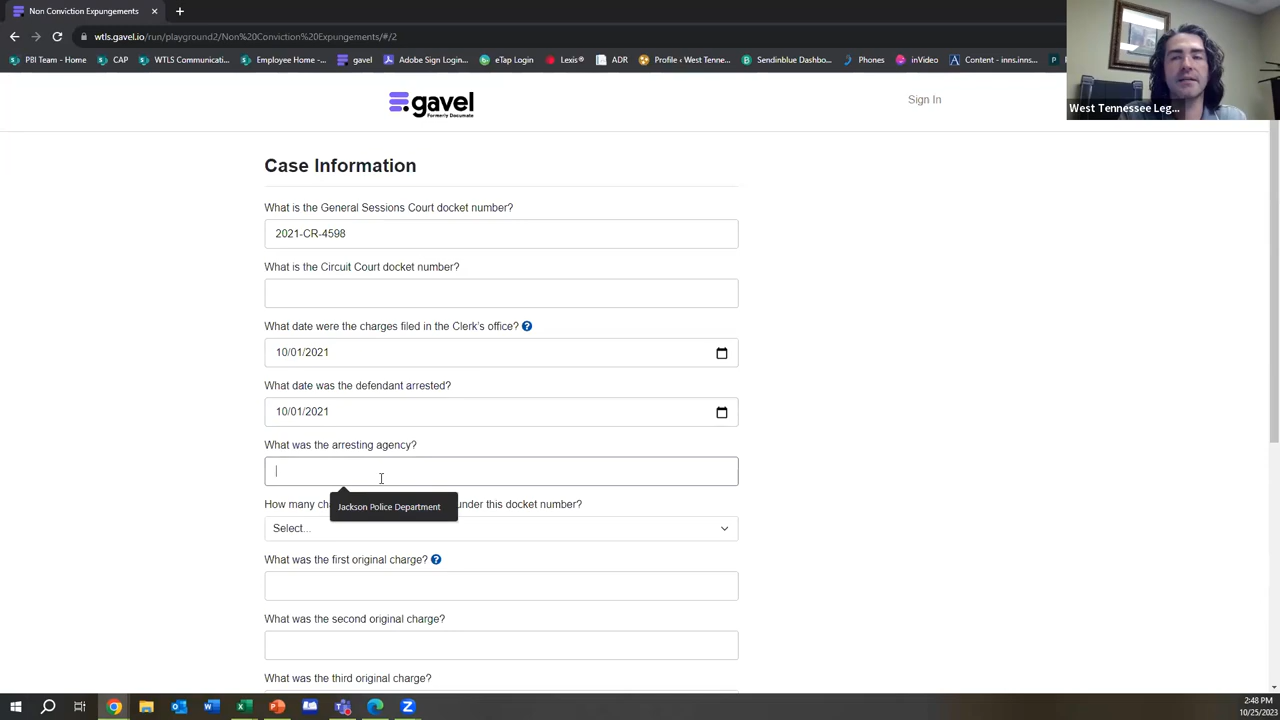 Non Conviction Expungements
wtls.gavel.io/run/playground2/Non%20Conviction%20Expungements/#/2
PBI Team - Home
CAP
WTLS Communicati...
Employee Home -...
gavel
Adobe Sign Login...
eTap Login
Lexis®
ADR
Profile ‹ West Tenne...
Sendinblue Dashbo...
Phones
inVideo
Content - inns.inns...
P
West Tennessee Leg...
gavel
Formerly Documate
Sign In
Case Information
What is the General Sessions Court docket number?
2021-CR-4598
What is the Circuit Court docket number?
What date were the charges filed in the Clerk's office? ?
10/01/2021
What date was the defendant arrested?
10/01/2021
What was the arresting agency?
Jackson Police Department
How many ch under this docket number?
Select...
What was the first original charge? ?
What was the second original charge?
What was the third original charge?
2:48 PM
10/25/2023